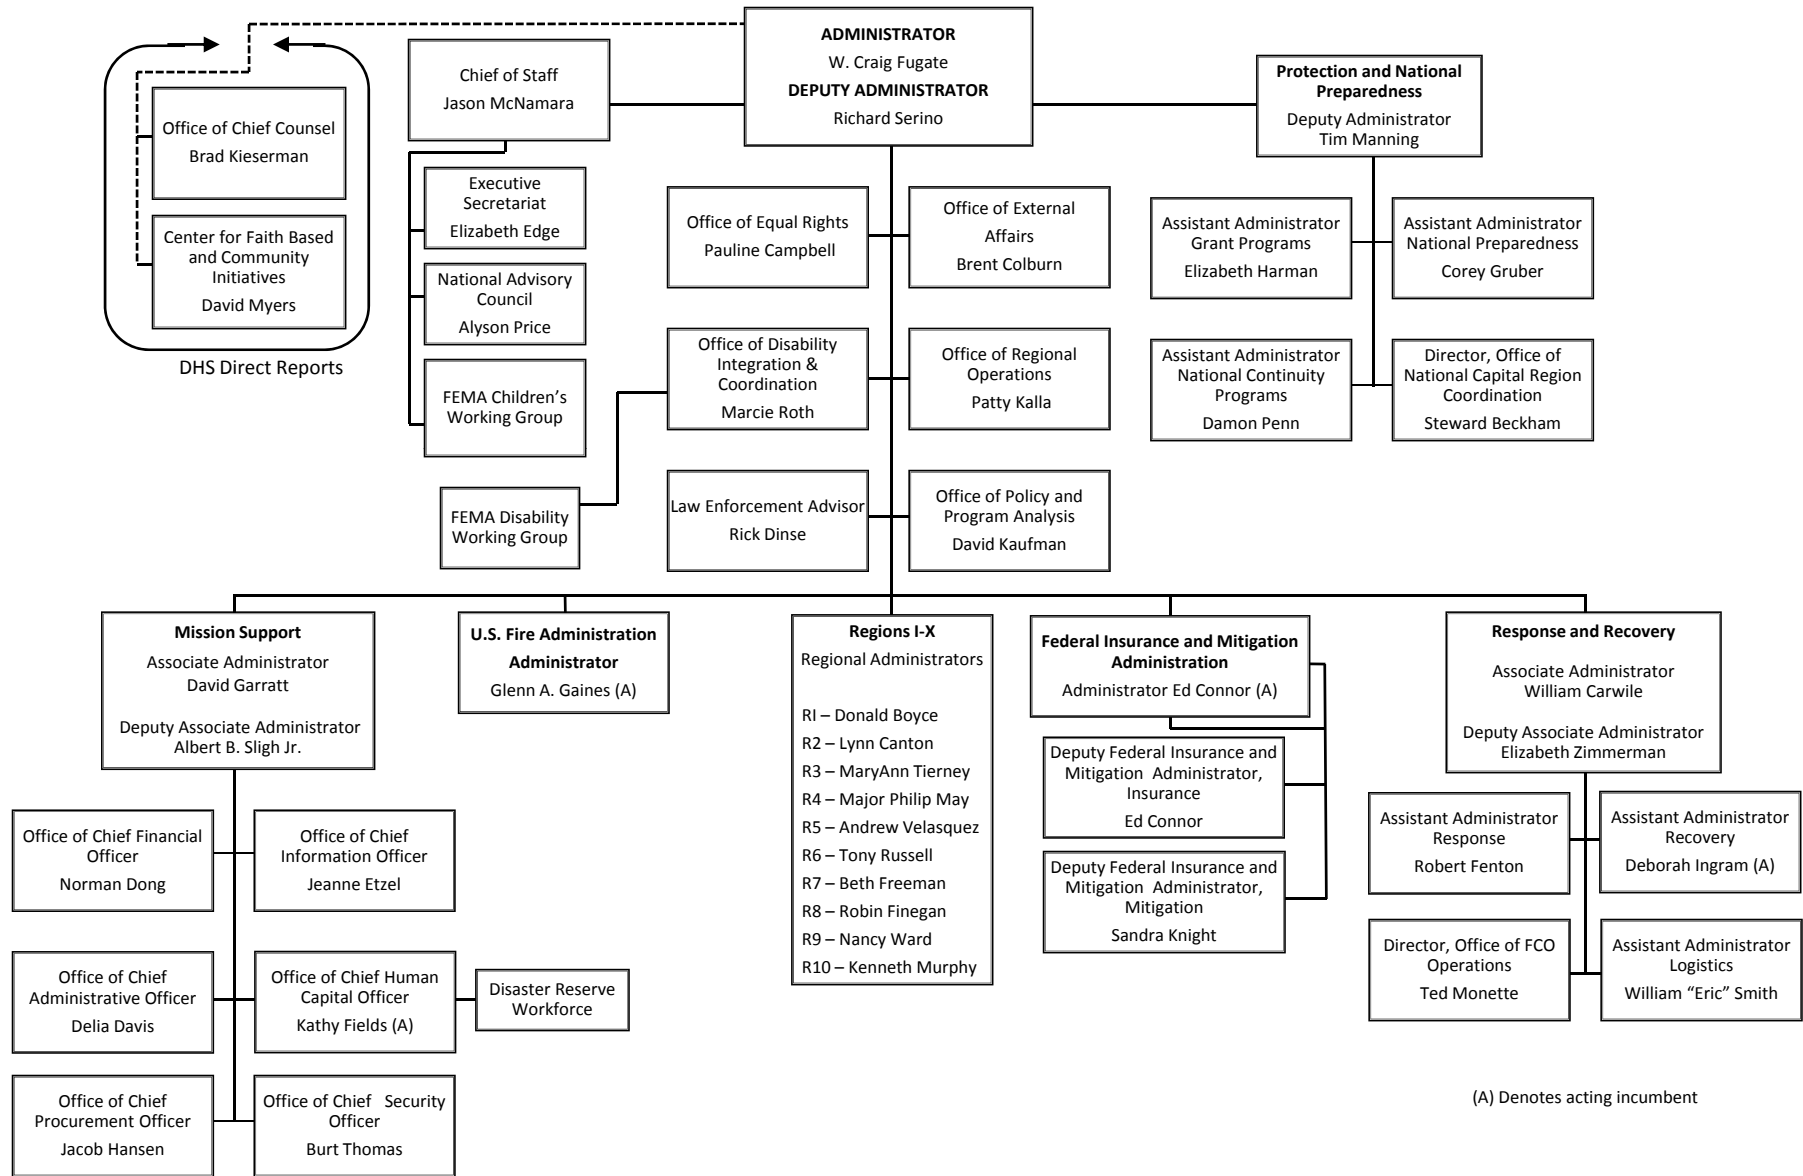 ADMINISTRATOR
W. Craig Fugate
DEPUTY ADMINISTRATOR
Richard Serino
Chief of Staff
Jason McNamara
Protection and National
Preparedness
Deputy Administrator
Tim Manning
Office of Chief Counsel
Brad Kieserman
Center for Faith Based
and Community
Initiatives
David Myers
DHS Direct Reports
Executive
Secretariat
Elizabeth Edge
National Advisory
Council
Alyson Price
FEMA Children’s
Working Group
FEMA Disability
Working Group
Office of Equal Rights
Pauline Campbell
Office of External
Affairs
Brent Colburn
Office of Disability
Integration &
Coordination
Marcie Roth
Office of Regional
Operations
Patty Kalla
Law Enforcement Advisor
Rick Dinse
Office of Policy and
Program Analysis
David Kaufman
Assistant Administrator
Grant Programs
Elizabeth Harman
Assistant Administrator
National Preparedness
Corey Gruber
Assistant Administrator
National Continuity
Programs
Damon Penn
Director, Office of
National Capital Region
Coordination
Steward Beckham
Mission Support
Associate Administrator
David Garratt
Deputy Associate Administrator
Albert B. Sligh Jr.
U.S. Fire Administration
Administrator
Glenn A. Gaines (A)
Regions I-X
Regional Administrators
RI – Donald Boyce
R2 – Lynn Canton
R3 – MaryAnn Tierney
R4 – Major Philip May
R5 – Andrew Velasquez
R6 – Tony Russell
R7 – Beth Freeman
R8 – Robin Finegan
R9 – Nancy Ward
R10 – Kenneth Murphy
Federal Insurance and Mitigation
Administration
Administrator Ed Connor (A)
Deputy Federal Insurance and
Mitigation Administrator,
Insurance
Ed Connor
Deputy Federal Insurance and
Mitigation Administrator,
Mitigation
Sandra Knight
Response and Recovery
Associate Administrator
William Carwile
Deputy Associate Administrator
Elizabeth Zimmerman
Assistant Administrator
Response
Robert Fenton
Assistant Administrator
Recovery
Deborah Ingram (A)
Director, Office of FCO
Operations
Ted Monette
Assistant Administrator
Logistics
William “Eric” Smith
Office of Chief Financial
Officer
Norman Dong
Office of Chief
Information Officer
Jeanne Etzel
Office of Chief
Administrative Officer
Delia Davis
Office of Chief Human
Capital Officer
Kathy Fields (A)
Disaster Reserve
Workforce
Office of Chief
Procurement Officer
Jacob Hansen
Office of Chief Security
Officer
Burt Thomas
(A) Denotes acting incumbent